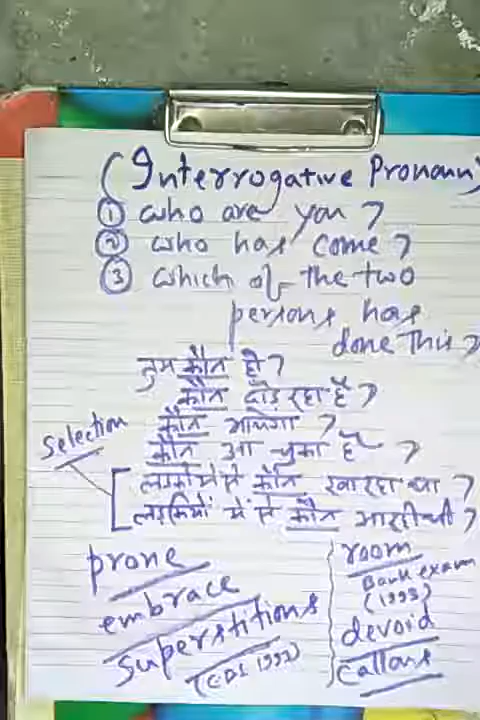 (Interrogative Pronoun)
① who are you ?
② who has come ?
③ which of the two
persons has
done this ?
तुम कौन हो ?
कौन दौड़ रहा है ?
कौन आयेगा ?
कौन आ चुका है ?
Selection
लड़कों में से कौन खा रहा था ?
लड़कियों में से कौन आ रही थी ?
prone
embrace
superstitions
(CDS 1992)
room
Bank exam
(1993)
devoid
callous